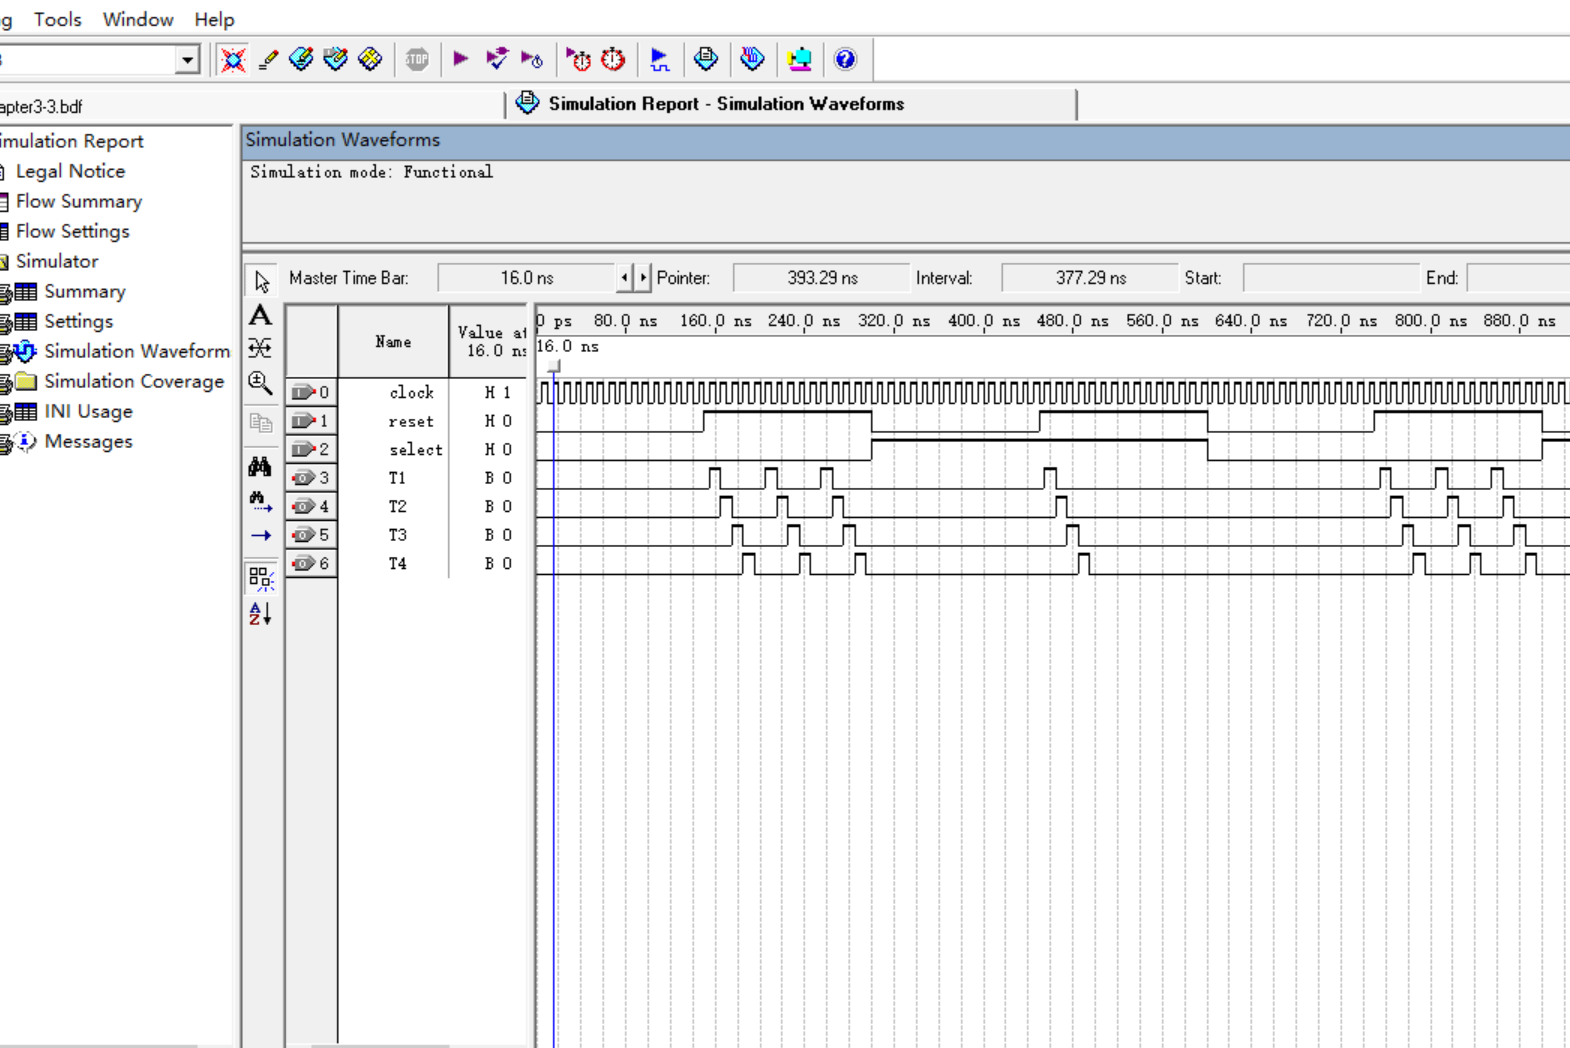 g Tools Window Help
STOP
apter3-3.bdf
Simulation Report - Simulation Waveforms
imulation Report
Legal Notice
Flow Summary
Flow Settings
Simulator
Summary
Settings
Simulation Waveform
Simulation Coverage
INI Usage
Messages
Simulation Waveforms
Simulation mode: Functional
Master Time Bar: 16.0 ns Pointer: 393.29 ns Interval: 377.29 ns Start: End:
Name
Value at
16.0 ns
0 ps 80.0 ns 160.0 ns 240.0 ns 320.0 ns 400.0 ns 480.0 ns 560.0 ns 640.0 ns 720.0 ns 800.0 ns 880.0 ns
16.0 ns
0 clock H 1
1 reset H 0
2 select H 0
3 T1 B 0
4 T2 B 0
5 T3 B 0
6 T4 B 0